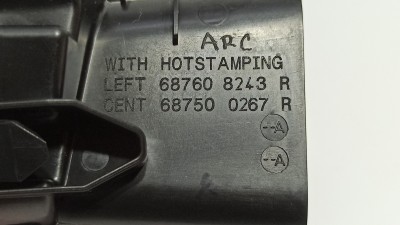 ARC
WITH HOTSTAMPING
LEFT 68760 8243 R
CENT 68750 0267 R
--A
--A